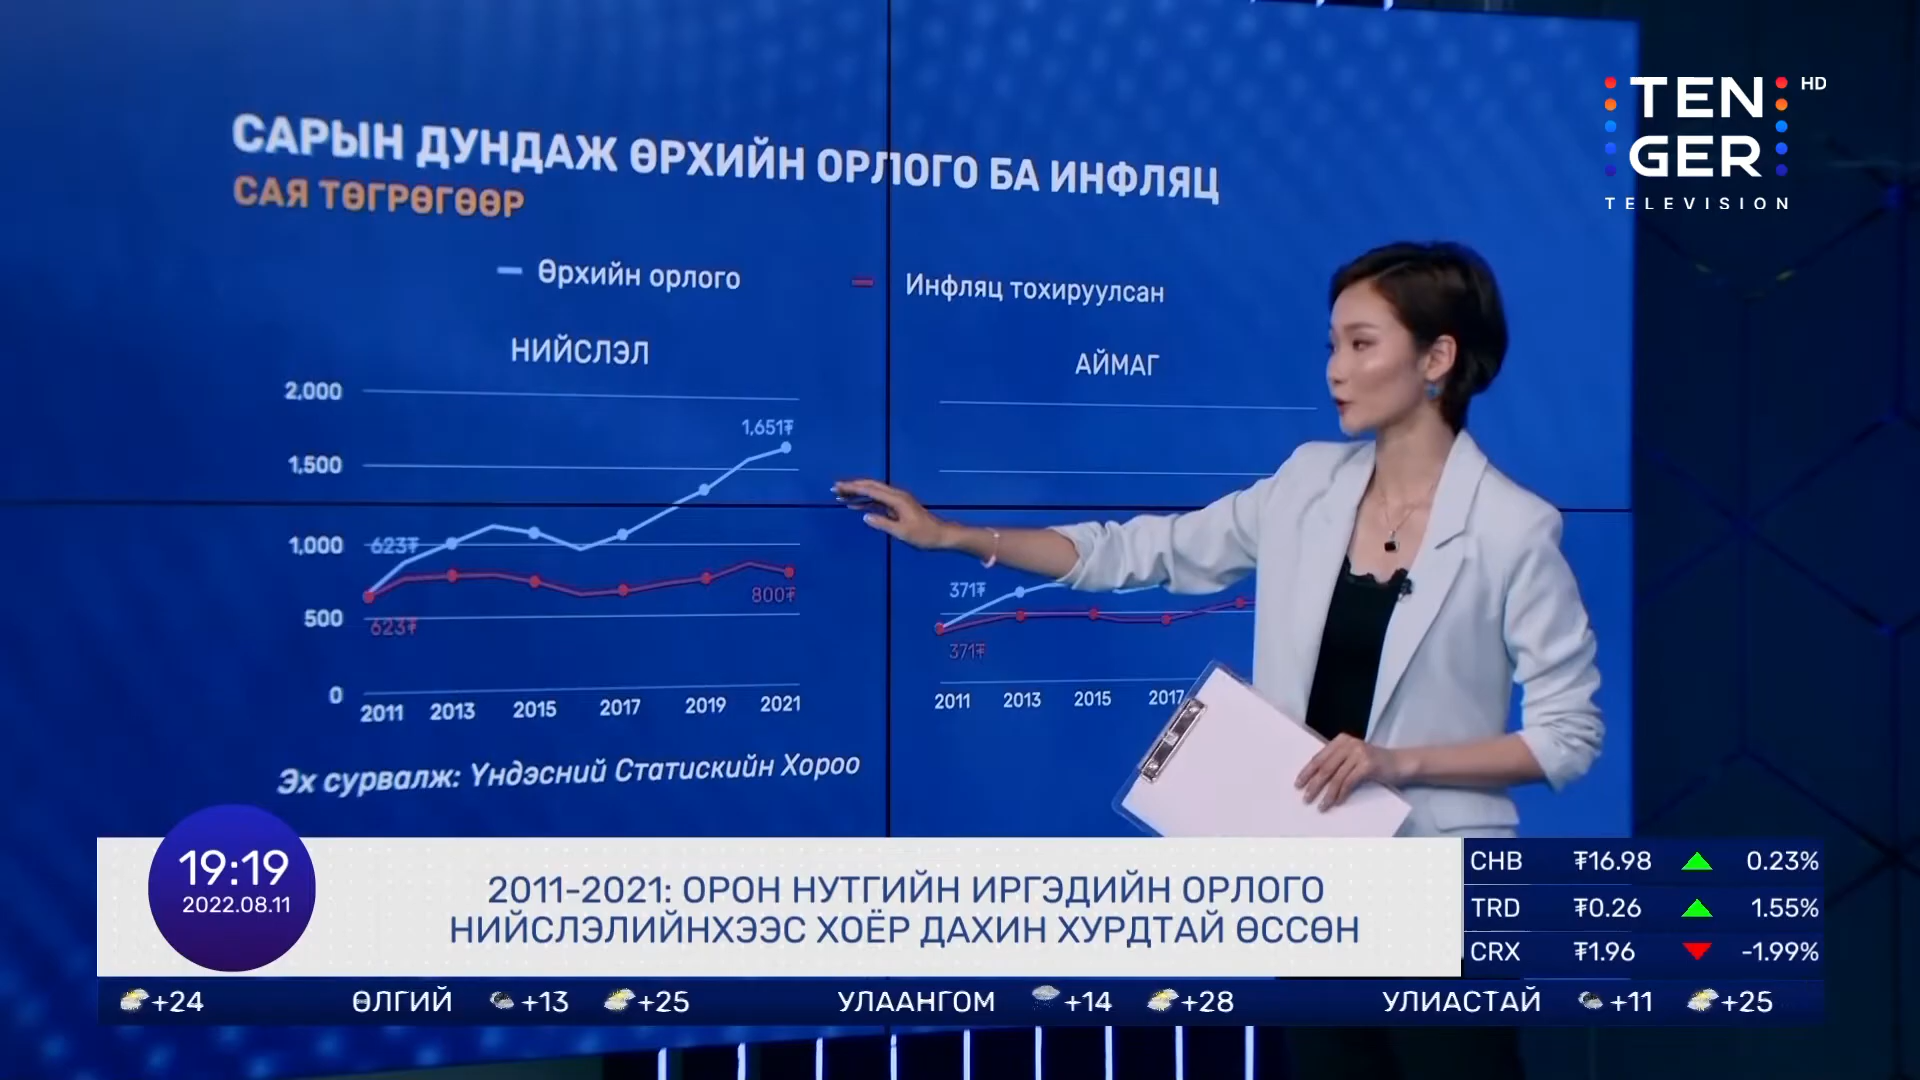 TEN HD
GER
TELEVISION
САРЫН ДУНДАЖ ӨРХИЙН ОРЛОГО БА ИНФЛЯЦ
САЯ ТӨГРӨГӨӨР
Өрхийн орлого
Инфляц тохируулсан
НИЙСЛЭЛ
2,000
1,500
1,000
500
0
1,651₮
623₮
800₮
623₮
2011 2013 2015 2017 2019 2021
АЙМАГ
371₮
371₮
2011 2013 2015 2017
Эх сурвалж: Үндэсний Статискийн Хороо
19:19
2022.08.11
2011-2021: ОРОН НУТГИЙН ИРГЭДИЙН ОРЛОГО
НИЙСЛЭЛИЙНХЭЭС ХОЁР ДАХИН ХУРДТАЙ ӨССӨН
CHB ₮16.98 0.23%
TRD ₮0.26 1.55%
CRX ₮1.96 -1.99%
+24 ӨЛГИЙ +13 +25 УЛААНГОМ +14 +28 УЛИАСТАЙ +11 +25